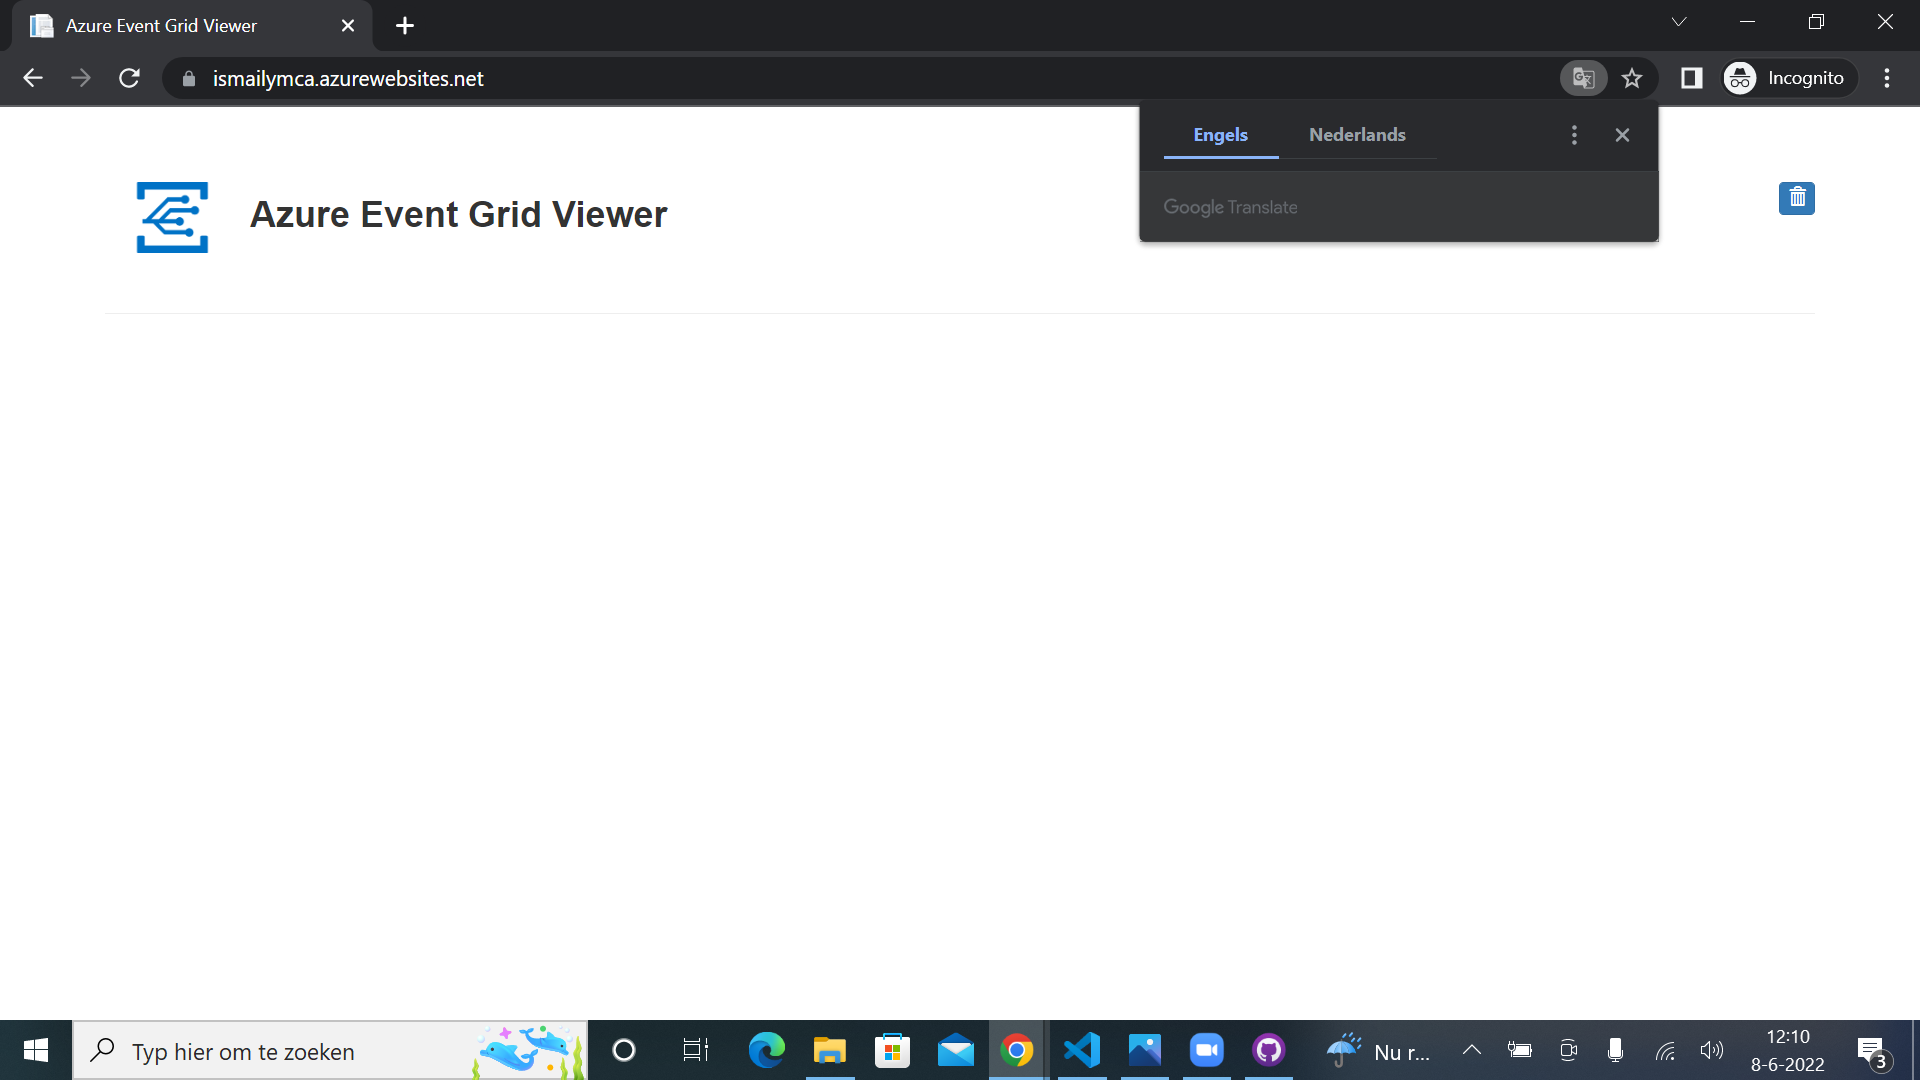 Azure Event Grid Viewer
ismailymca.azurewebsites.net
Incognito
Engels
Nederlands
Google Translate
Azure Event Grid Viewer
Typ hier om te zoeken
Nu r...
12:10
8-6-2022
3